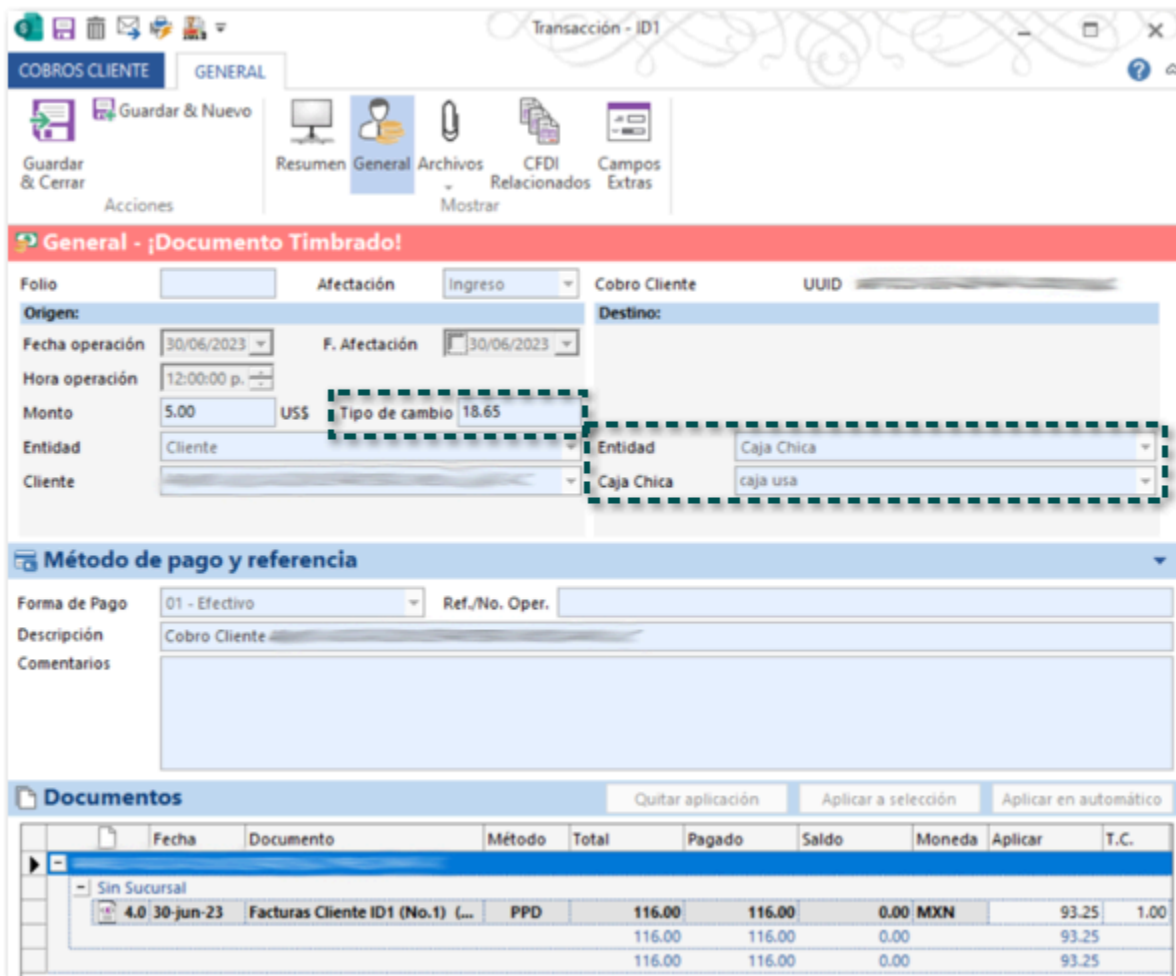 Transacción - ID1
COBROS CLIENTE GENERAL
Guardar & Cerrar
Guardar & Nuevo
Resumen General Archivos CFDI Relacionados Campos Extras
Acciones Mostrar
General - ¡Documento Timbrado!
Folio Afectación Ingreso Cobro Cliente UUID
Origen: Destino:
Fecha operación 30/06/2023 F. Afectación 30/06/2023
Hora operación 12:00:00 p.
Monto 5.00 US$ Tipo de cambio 18.65
Entidad Cliente Entidad Caja Chica
Cliente Caja Chica caja usa
Método de pago y referencia
Forma de Pago 01 - Efectivo Ref./No. Oper.
Descripción Cobro Cliente
Comentarios
Documentos Quitar aplicación Aplicar a selección Aplicar en automático
Fecha Documento Método Total Pagado Saldo Moneda Aplicar T.C.
Sin Sucursal
4.0 30-jun-23 Facturas Cliente ID1 (No.1) (... PPD 116.00 116.00 0.00 MXN 93.25 1.00
116.00 116.00 0.00 93.25
116.00 116.00 0.00 93.25